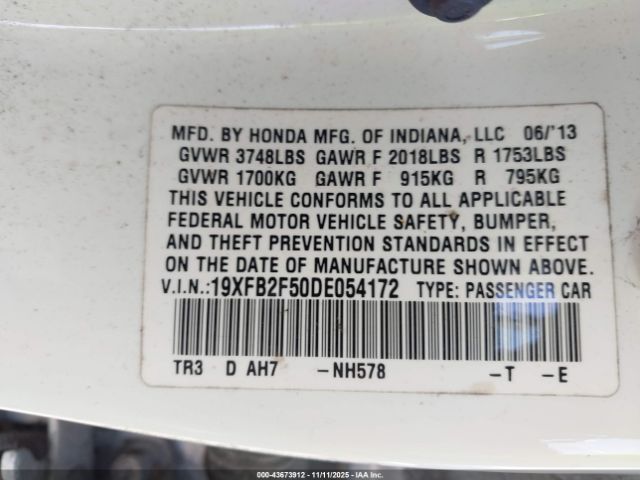 MFD. BY HONDA MFG. OF INDIANA, LLC 06/'13
GVWR 3748LBS GAWR F 2018LBS R 1753LBS
GVWR 1700KG GAWR F 915KG R 795KG
THIS VEHICLE CONFORMS TO ALL APPLICABLE
FEDERAL MOTOR VEHICLE SAFETY, BUMPER,
AND THEFT PREVENTION STANDARDS IN EFFECT
ON THE DATE OF MANUFACTURE SHOWN ABOVE.
V.I.N.:19XFB2F50DE054172 TYPE: PASSENGER CAR
TR3 D AH7 -NH578 -T -E
000-43673912 - 11/11/2025 - IAAI.com